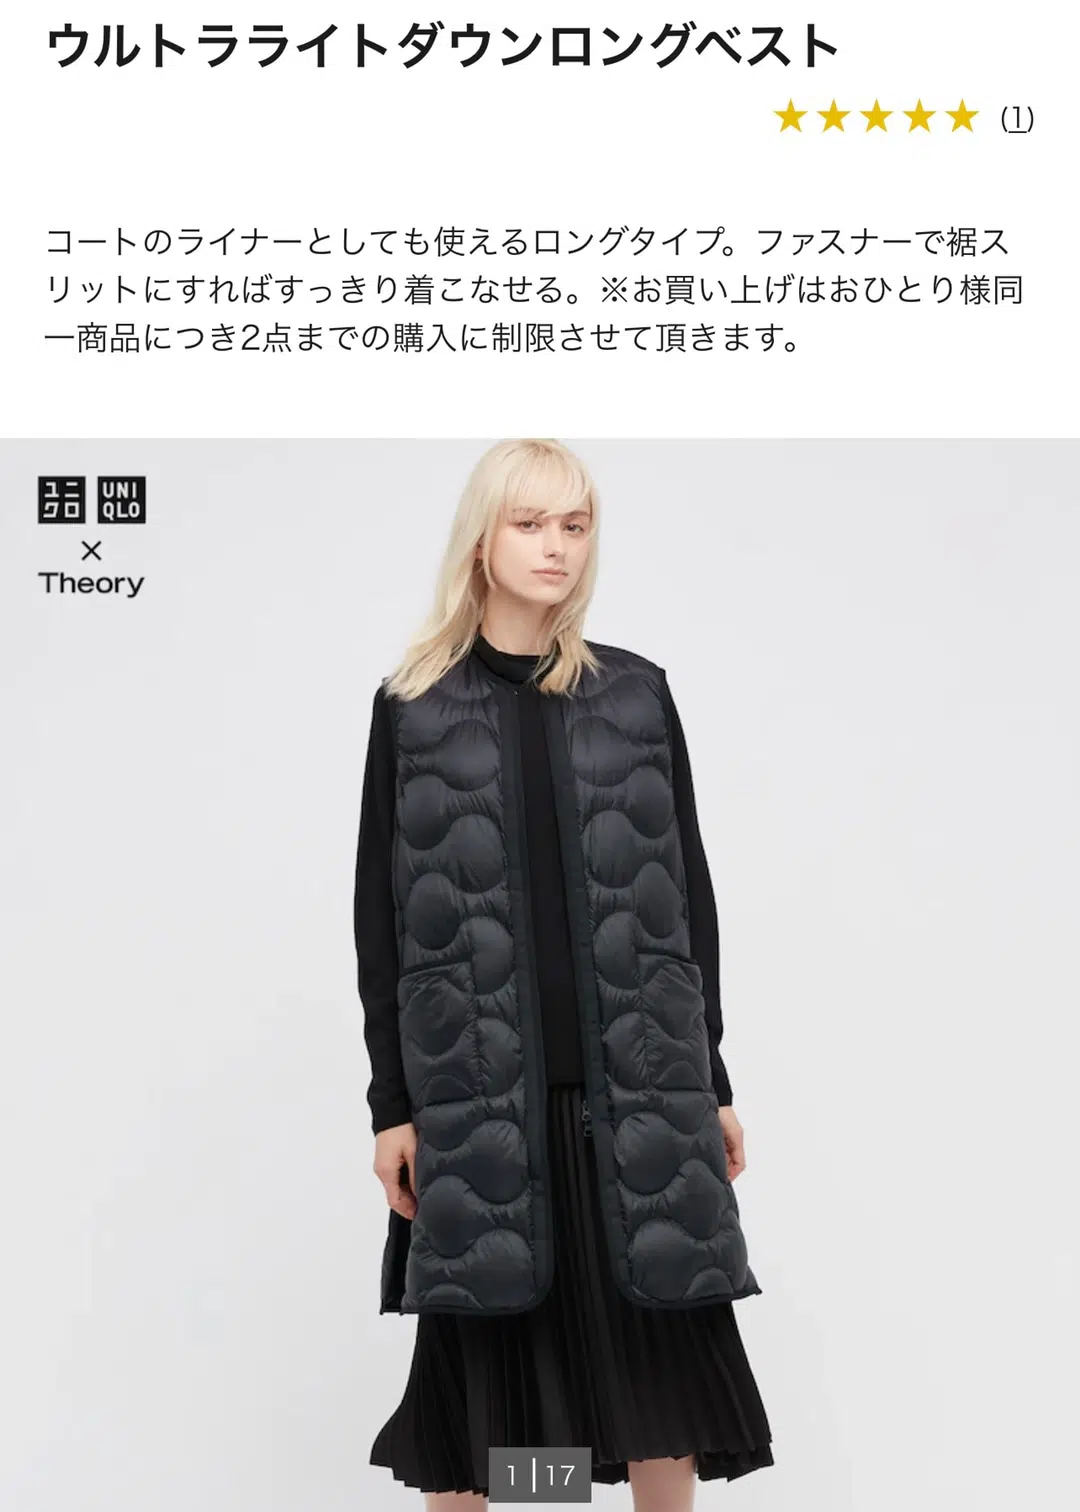 ウルトラライトダウンロングベスト
★★★★★ (1)
コートのライナーとしても使えるロングタイプ。ファスナーで裾ス
リットにすればすっきり着こなせる。※お買い上げはおひとり様同
一商品につき2点までの購入に制限させて頂きます。
ユニ UNI
クロ QLO
×
Theory
1 | 17